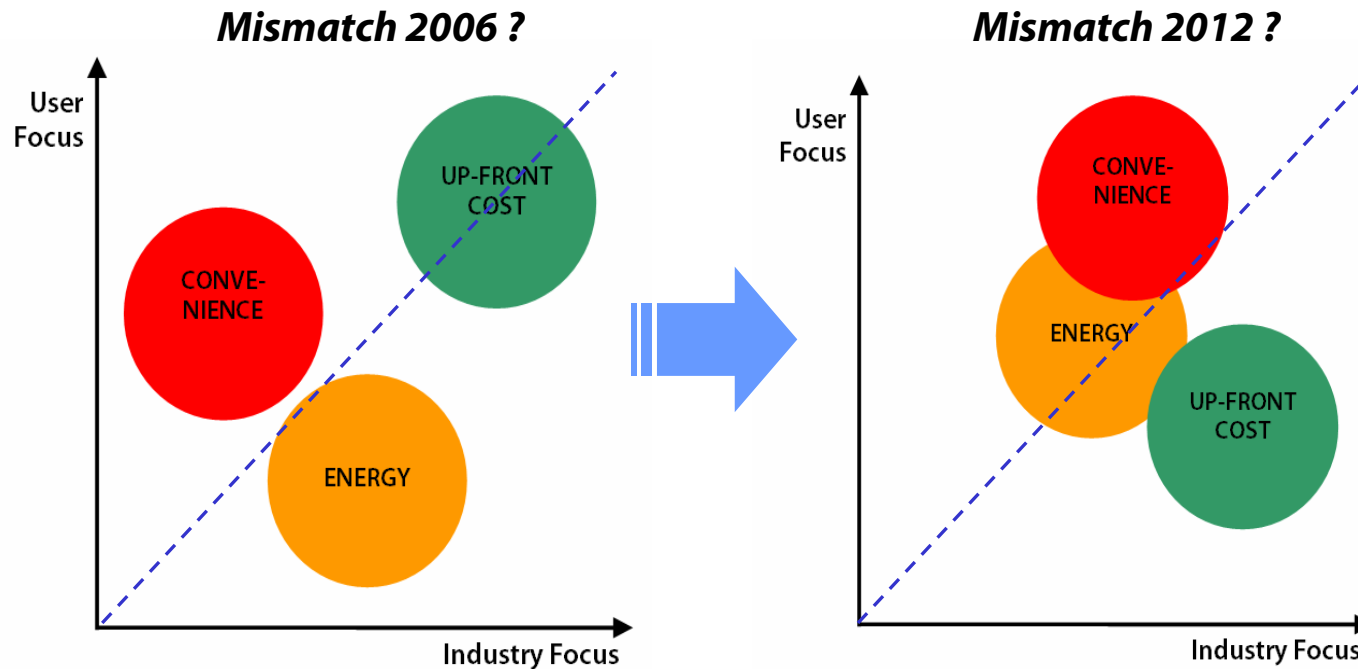 Mismatch 2006 ?
User
Focus
UP-FRONT
COST
CONVE-
NIENCE
ENERGY
Industry Focus
Mismatch 2012 ?
User
Focus
CONVE-
NIENCE
ENERGY
UP-FRONT
COST
Industry Focus